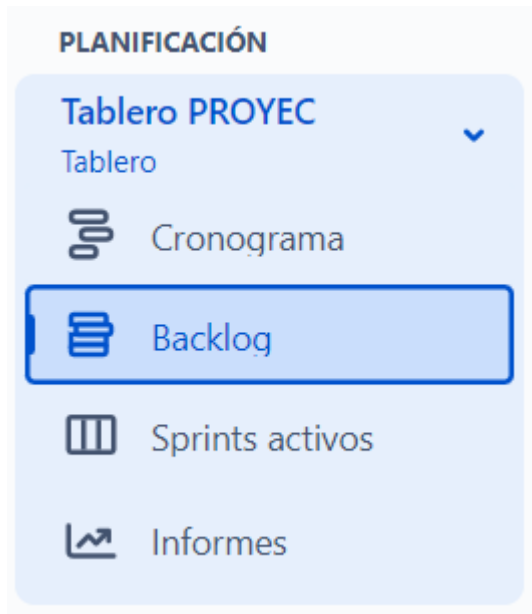 PLANIFICACIÓN
Tablero PROYEC
Tablero
Cronograma
Backlog
Sprints activos
Informes